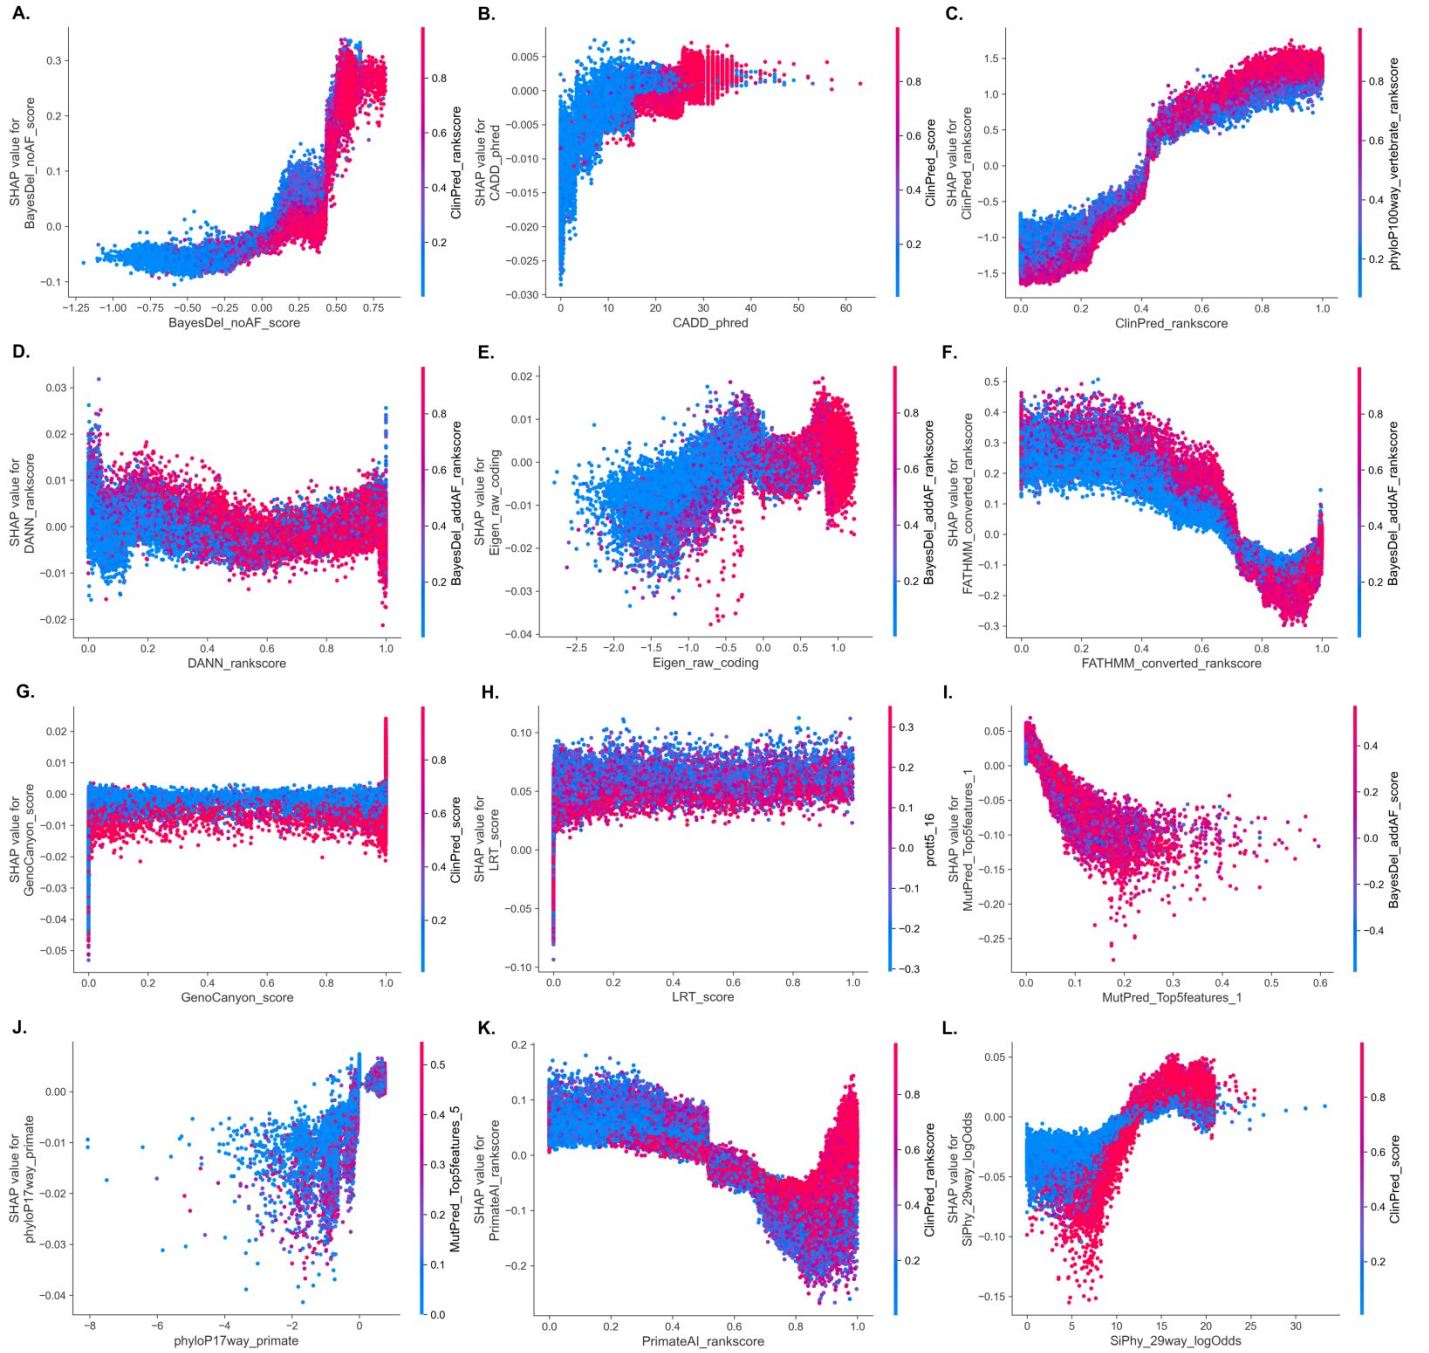 A.
SHAP value for
BayesDel_noAF_score
0.3
0.2
0.1
0.0
−0.1
−1.25 −1.00 −0.75 −0.50 −0.25 0.00 0.25 0.50 0.75
BayesDel_noAF_score
0.8
0.6
0.4
0.2
ClinPred_rankscore
B.
SHAP value for
CADD_phred
0.005
0.000
−0.005
−0.010
−0.015
−0.020
−0.025
−0.030
0 10 20 30 40 50 60
CADD_phred
0.8
0.6
0.4
0.2
ClinPred_score
C.
SHAP value for
ClinPred_rankscore
1.5
1.0
0.5
0.0
−0.5
−1.0
−1.5
0.0 0.2 0.4 0.6 0.8 1.0
ClinPred_rankscore
0.8
0.6
0.4
0.2
phyloP100way_vertebrate_rankscore
D.
SHAP value for
DANN_rankscore
0.03
0.02
0.01
0.00
−0.01
−0.02
0.0 0.2 0.4 0.6 0.8 1.0
DANN_rankscore
0.8
0.6
0.4
0.2
BayesDel_addAF_rankscore
E.
SHAP value for
Eigen_raw_coding
0.02
0.01
0.00
−0.01
−0.02
−0.03
−0.04
−2.5 −2.0 −1.5 −1.0 −0.5 0.0 0.5 1.0
Eigen_raw_coding
0.8
0.6
0.4
0.2
BayesDel_addAF_rankscore
F.
SHAP value for
FATHMM_converted_rankscore
0.5
0.4
0.3
0.2
0.1
0.0
−0.1
−0.2
−0.3
0.0 0.2 0.4 0.6 0.8 1.0
FATHMM_converted_rankscore
0.8
0.6
0.4
0.2
BayesDel_addAF_rankscore
G.
SHAP value for
GenoCanyon_score
0.02
0.01
0.00
−0.01
−0.02
−0.03
−0.04
−0.05
0.0 0.2 0.4 0.6 0.8 1.0
GenoCanyon_score
0.8
0.6
0.4
0.2
ClinPred_score
H.
SHAP value for
LRT_score
0.10
0.05
0.00
−0.05
−0.10
0.0 0.2 0.4 0.6 0.8 1.0
LRT_score
0.3
0.2
0.1
0.0
−0.1
−0.2
−0.3
prott5_16
I.
SHAP value for
MutPred_Top5features_1
0.05
0.00
−0.05
−0.10
−0.15
−0.20
−0.25
0.0 0.1 0.2 0.3 0.4 0.5 0.6
MutPred_Top5features_1
0.4
0.2
0.0
−0.2
−0.4
BayesDel_addAF_score
J.
SHAP value for
phyloP17way_primate
0.00
−0.01
−0.02
−0.03
−0.04
−8 −6 −4 −2 0
phyloP17way_primate
0.5
0.4
0.3
0.2
0.1
0.0
MutPred_Top5features_5
K.
SHAP value for
PrimateAI_rankscore
0.2
0.1
0.0
−0.1
−0.2
0.0 0.2 0.4 0.6 0.8 1.0
PrimateAI_rankscore
0.8
0.6
0.4
0.2
ClinPred_rankscore
L.
SHAP value for
SiPhy_29way_logOdds
0.05
0.00
−0.05
−0.10
−0.15
0 5 10 15 20 25 30
SiPhy_29way_logOdds
0.8
0.6
0.4
0.2
ClinPred_score